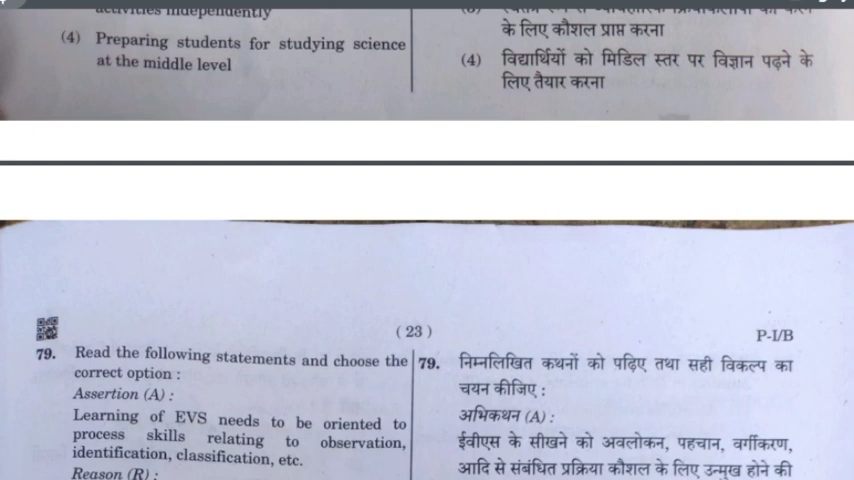 activities independently
(4) Preparing students for studying science
at the middle level
के लिए कौशल प्राप्त करना
(4) विद्यार्थियों को मिडिल स्तर पर विज्ञान पढ़ने के
लिए तैयार करना
(23)
P-I/B
79. Read the following statements and choose the
correct option :
Assertion (A) :
Learning of EVS needs to be oriented to
process skills relating to observation,
identification, classification, etc.
Reason (R) :
79. निम्नलिखित कथनों को पढ़िए तथा सही विकल्प का
चयन कीजिए :
अभिकथन (A) :
ईवीएस के सीखने को अवलोकन, पहचान, वर्गीकरण,
आदि से संबंधित प्रक्रिया कौशल के लिए उन्मुख होने की